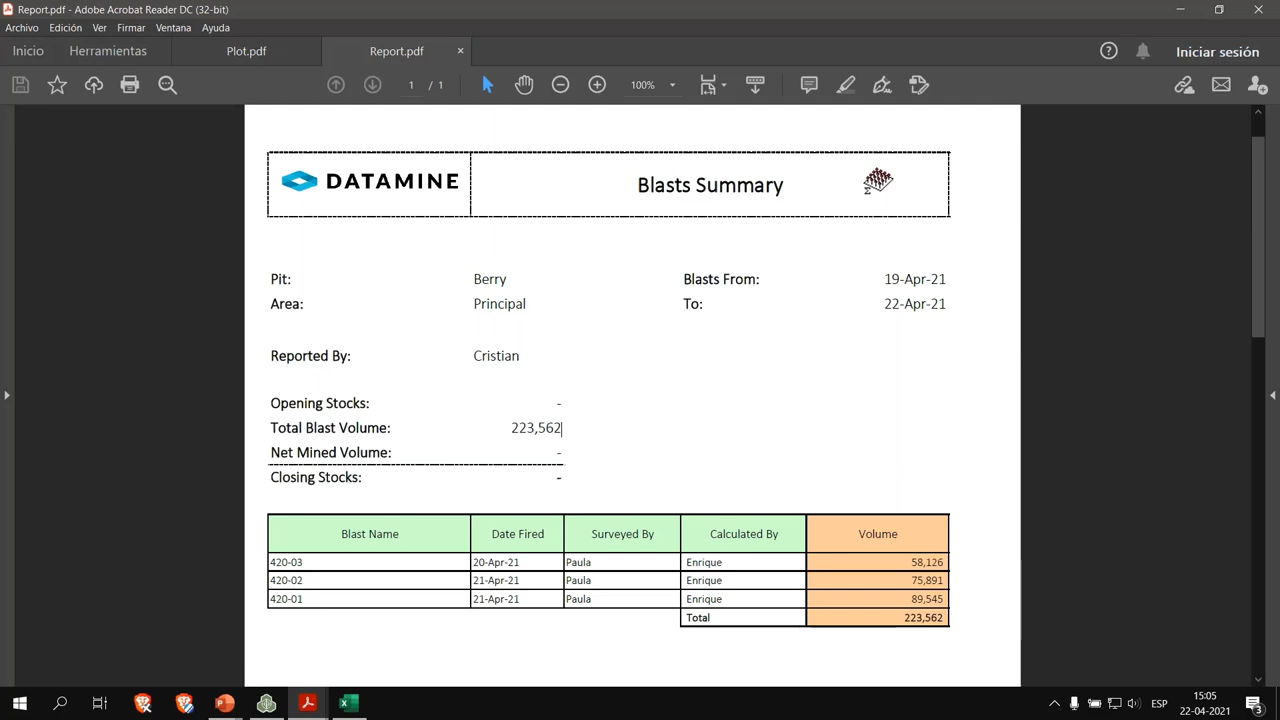 Report.pdf - Adobe Acrobat Reader DC (32-bit)
Archivo Edición Ver Firmar Ventana Ayuda
Inicio Herramientas Plot.pdf Report.pdf × Iniciar sesión
1 / 1 100%
DATAMINE Blasts Summary
Pit: Berry Blasts From: 19-Apr-21
Area: Principal To: 22-Apr-21
Reported By: Cristian
Opening Stocks: -
Total Blast Volume: 223,562
Net Mined Volume: -
Closing Stocks: -
Blast Name Date Fired Surveyed By Calculated By Volume
420-03 20-Apr-21 Paula Enrique 58,126
420-02 21-Apr-21 Paula Enrique 75,891
420-01 21-Apr-21 Paula Enrique 89,545
Total 223,562
ESP 15:05
22-04-2021 3